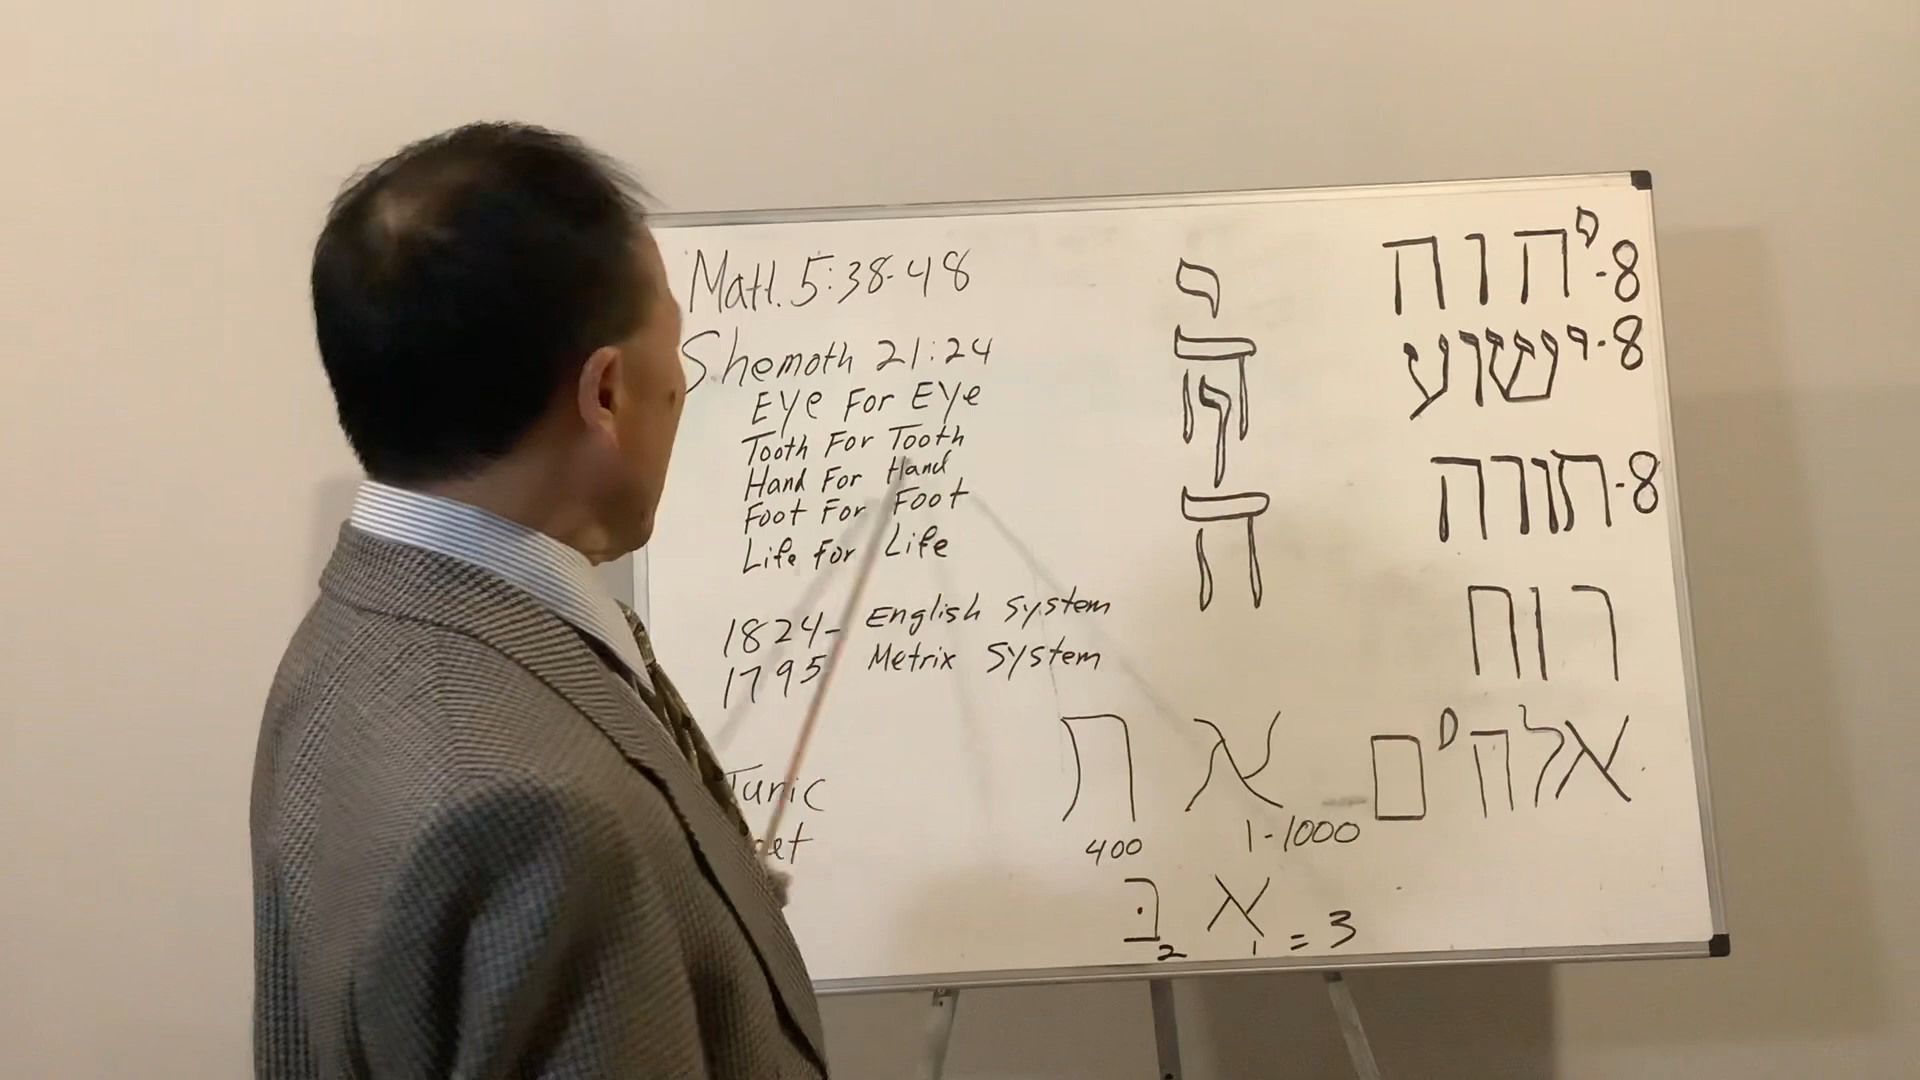 Matt. 5:38-48
Shemoth 21:24
Eye For Eye
Tooth For Tooth
Hand For Hand
Foot For Foot
Life For Life
1824- English System
1795 Metrix System
Tunic
י
ה
ו
ה
יהוה-8
ישוע-8
תורה-8
רוח
אלהים
א ת
400 1-1000
א בּ
2 1 = 3